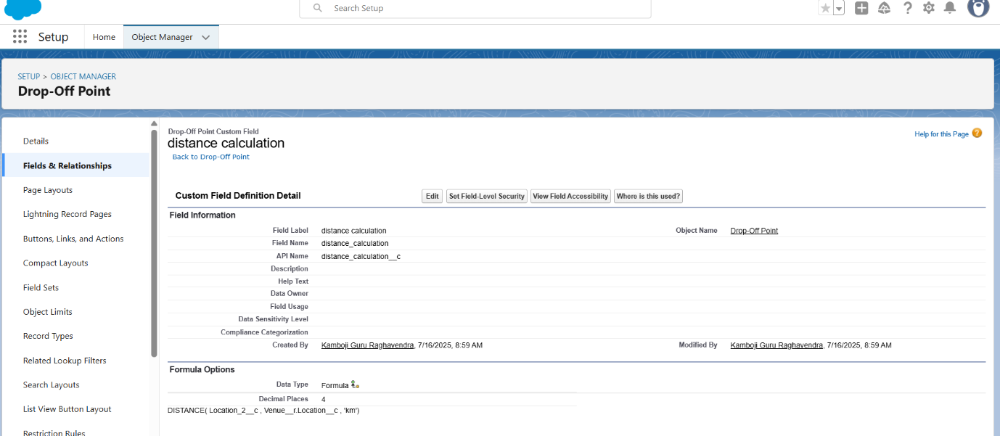 Search Setup
Setup Home Object Manager
SETUP > OBJECT MANAGER
Drop-Off Point
Details
Fields & Relationships
Page Layouts
Lightning Record Pages
Buttons, Links, and Actions
Compact Layouts
Field Sets
Object Limits
Record Types
Related Lookup Filters
Search Layouts
List View Button Layout
Restriction Rules
Drop-Off Point Custom Field
distance calculation
Back to Drop-Off Point
Help for this Page ?
Custom Field Definition Detail Edit Set Field-Level Security View Field Accessibility Where is this used?
Field Information
Field Label distance calculation Object Name Drop-Off Point
Field Name distance_calculation
API Name distance_calculation__c
Description
Help Text
Data Owner
Field Usage
Data Sensitivity Level
Compliance Categorization
Created By Kamboji Guru Raghavendra, 7/16/2025, 8:59 AM Modified By Kamboji Guru Raghavendra, 7/16/2025, 8:59 AM
Formula Options
Data Type Formula
Decimal Places 4
DISTANCE( Location_2__c , Venue__r.Location__c , 'km')